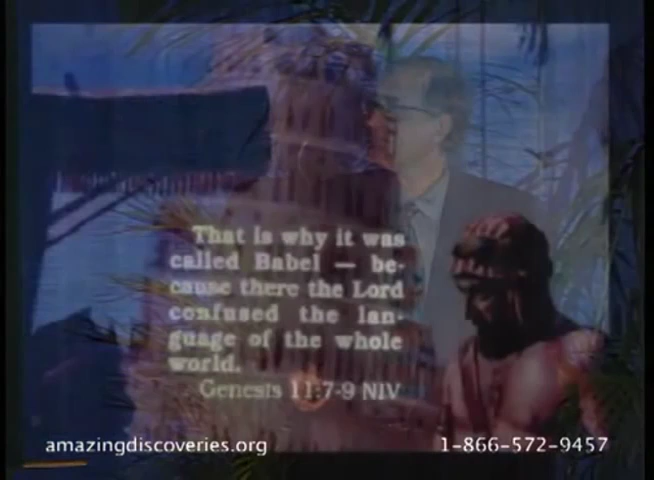 That is why it was
called Babel — be-
cause there the Lord
confused the lan-
guage of the whole
world.
Genesis 11:7-9 NIV
amazingdiscoveries.org
1-866-572-9457